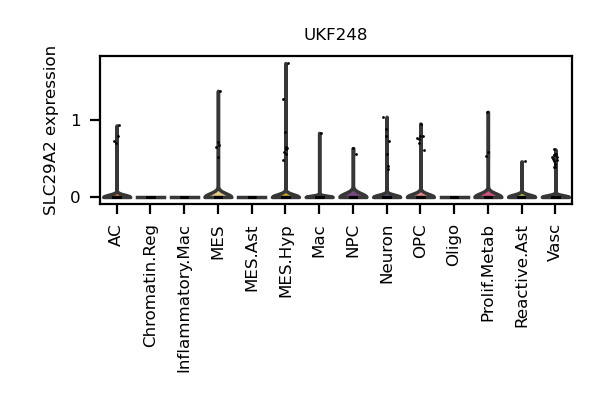 UKF248
SLC29A2 expression
1
0
AC
Chromatin.Reg
Inflammatory.Mac
MES
MES.Ast
MES.Hyp
Mac
NPC
Neuron
OPC
Oligo
Prolif.Metab
Reactive.Ast
Vasc